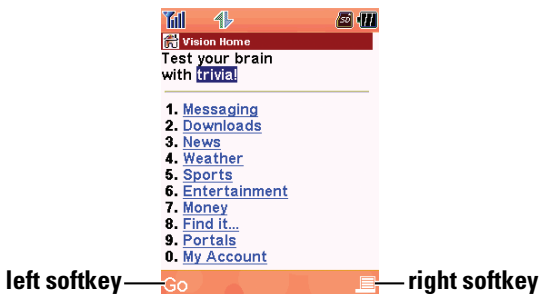 SD
Vision Home
Test your brain
with trivia!
1. Messaging
2. Downloads
3. News
4. Weather
5. Sports
6. Entertainment
7. Money
8. Find it...
9. Portals
0. My Account
left softkey Go right softkey